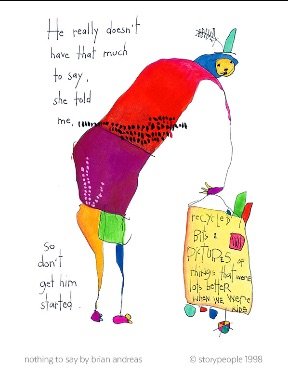 He really doesn't
have that much
to say,
she told
me,
so
don't
get him
started.
recycled
Bits &
PICTURES of
things that were
lots better
WHEN WE WERE
KIDS
nothing to say by brian andreas
© storypeople 1998